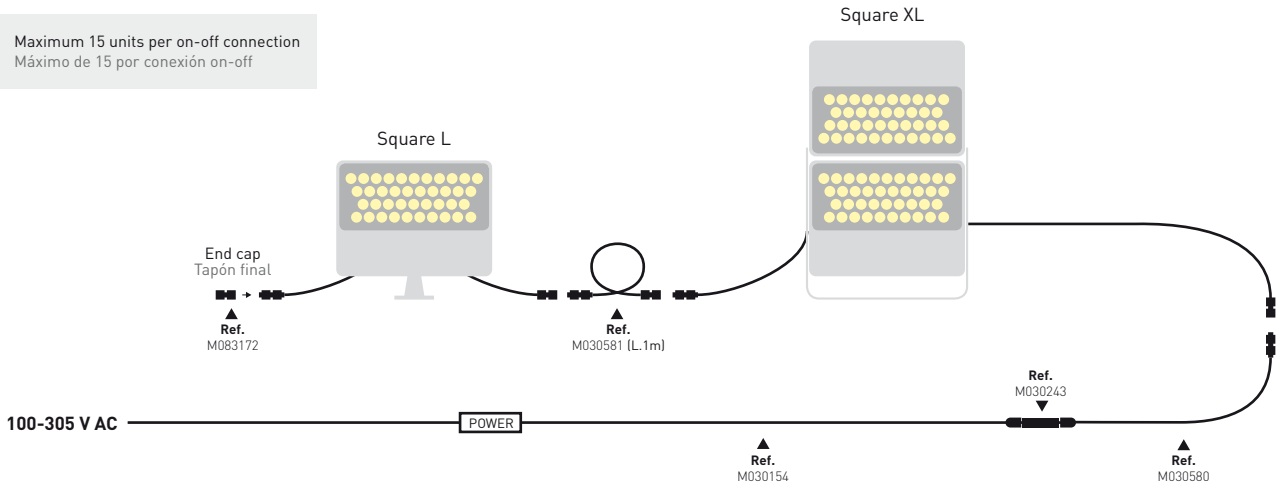 Square XL
Maximum 15 units per on-off connection
Máximo de 15 por conexión on-off
Square L
End cap
Tapón final
Ref.
M083172
Ref.
M030581 (L.1m)
Ref.
M030243
100-305 V AC
POWER
Ref.
M030154
Ref.
M030580